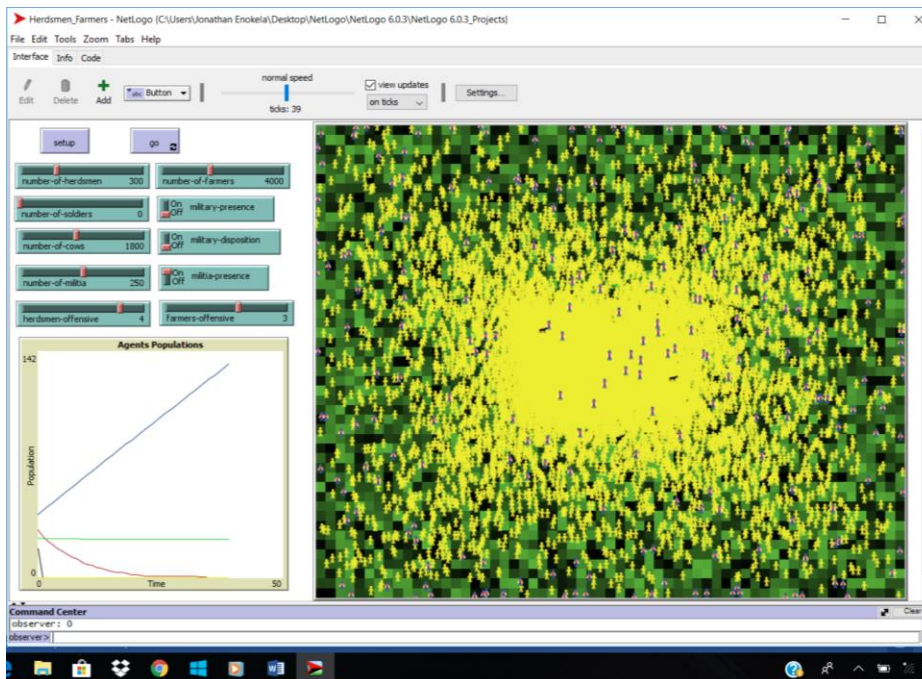 Herdsmen_Farmers - NetLogo {C:\Users\Jonathan Enokela\Desktop\NetLogo\NetLogo 6.0.3\NetLogo 6.0.3_Projects}
File Edit Tools Zoom Tabs Help
Interface Info Code
Edit Delete Add abc Button normal speed view updates Settings...
ticks: 39 on ticks
setup go
number-of-herdsmen 300 number-of-farmers 4000
number-of-soldiers 0 On Off military-presence
number-of-cows 1800 On Off military-disposition
number-of-militia 250 On Off militia-presence
herdsmen-offensive 4 farmers-offensive 3
Agents Populations
142
Population
0
0 Time 50
Command Center Clear
observer: 0
observer>